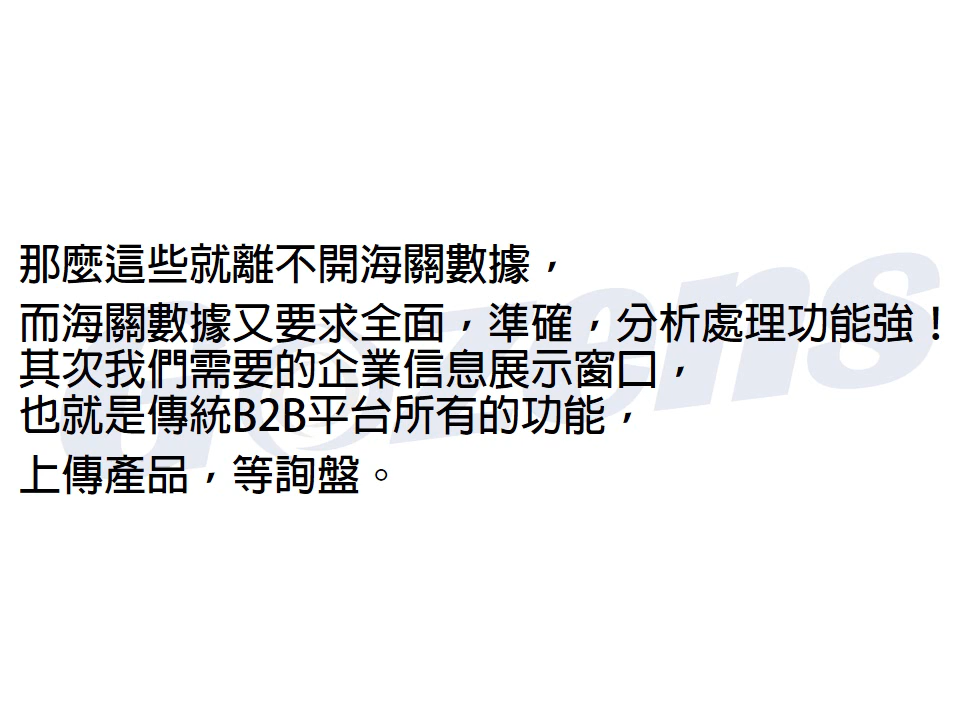 那麼這些就離不開海關數據，
而海關數據又要求全面，準確，分析處理功能強！
其次我們需要的企業信息展示窗口，
也就是傳統B2B平台所有的功能，
上傳產品，等詢盤。